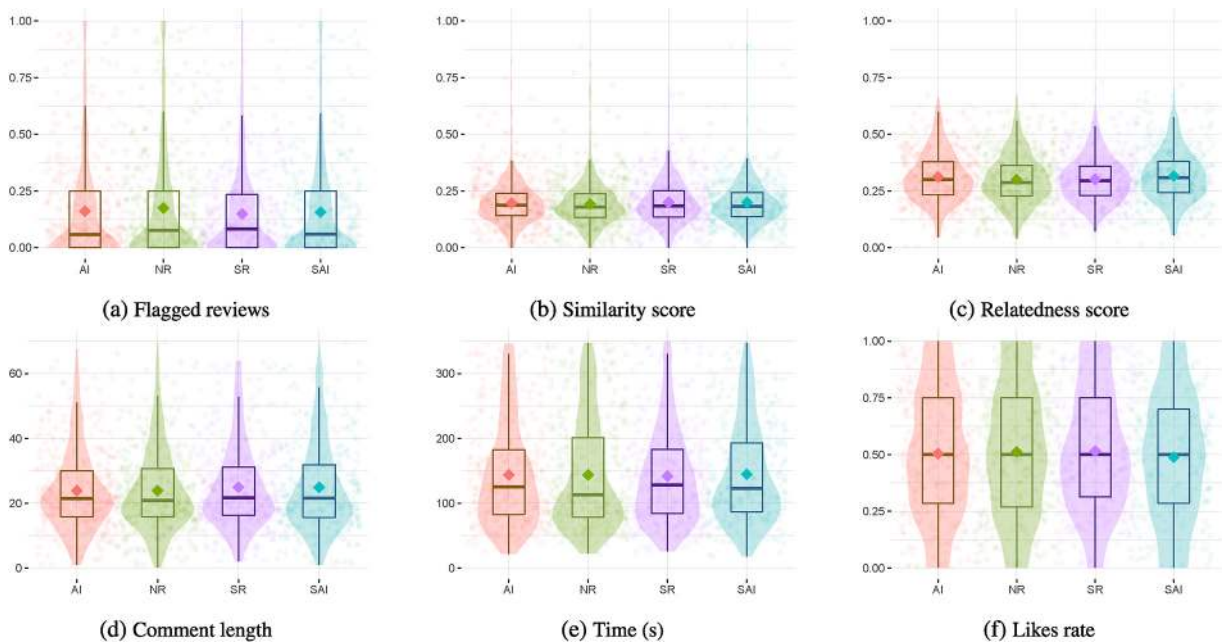 1.00
0.75
0.50
0.25
0.00
AI NR SR SAI
(a) Flagged reviews
1.00
0.75
0.50
0.25
0.00
AI NR SR SAI
(b) Similarity score
1.00
0.75
0.50
0.25
0.00
AI NR SR SAI
(c) Relatedness score
60
40
20
0
AI NR SR SAI
(d) Comment length
300
200
100
0
AI NR SR SAI
(e) Time (s)
1.00
0.75
0.50
0.25
0.00
AI NR SR SAI
(f) Likes rate